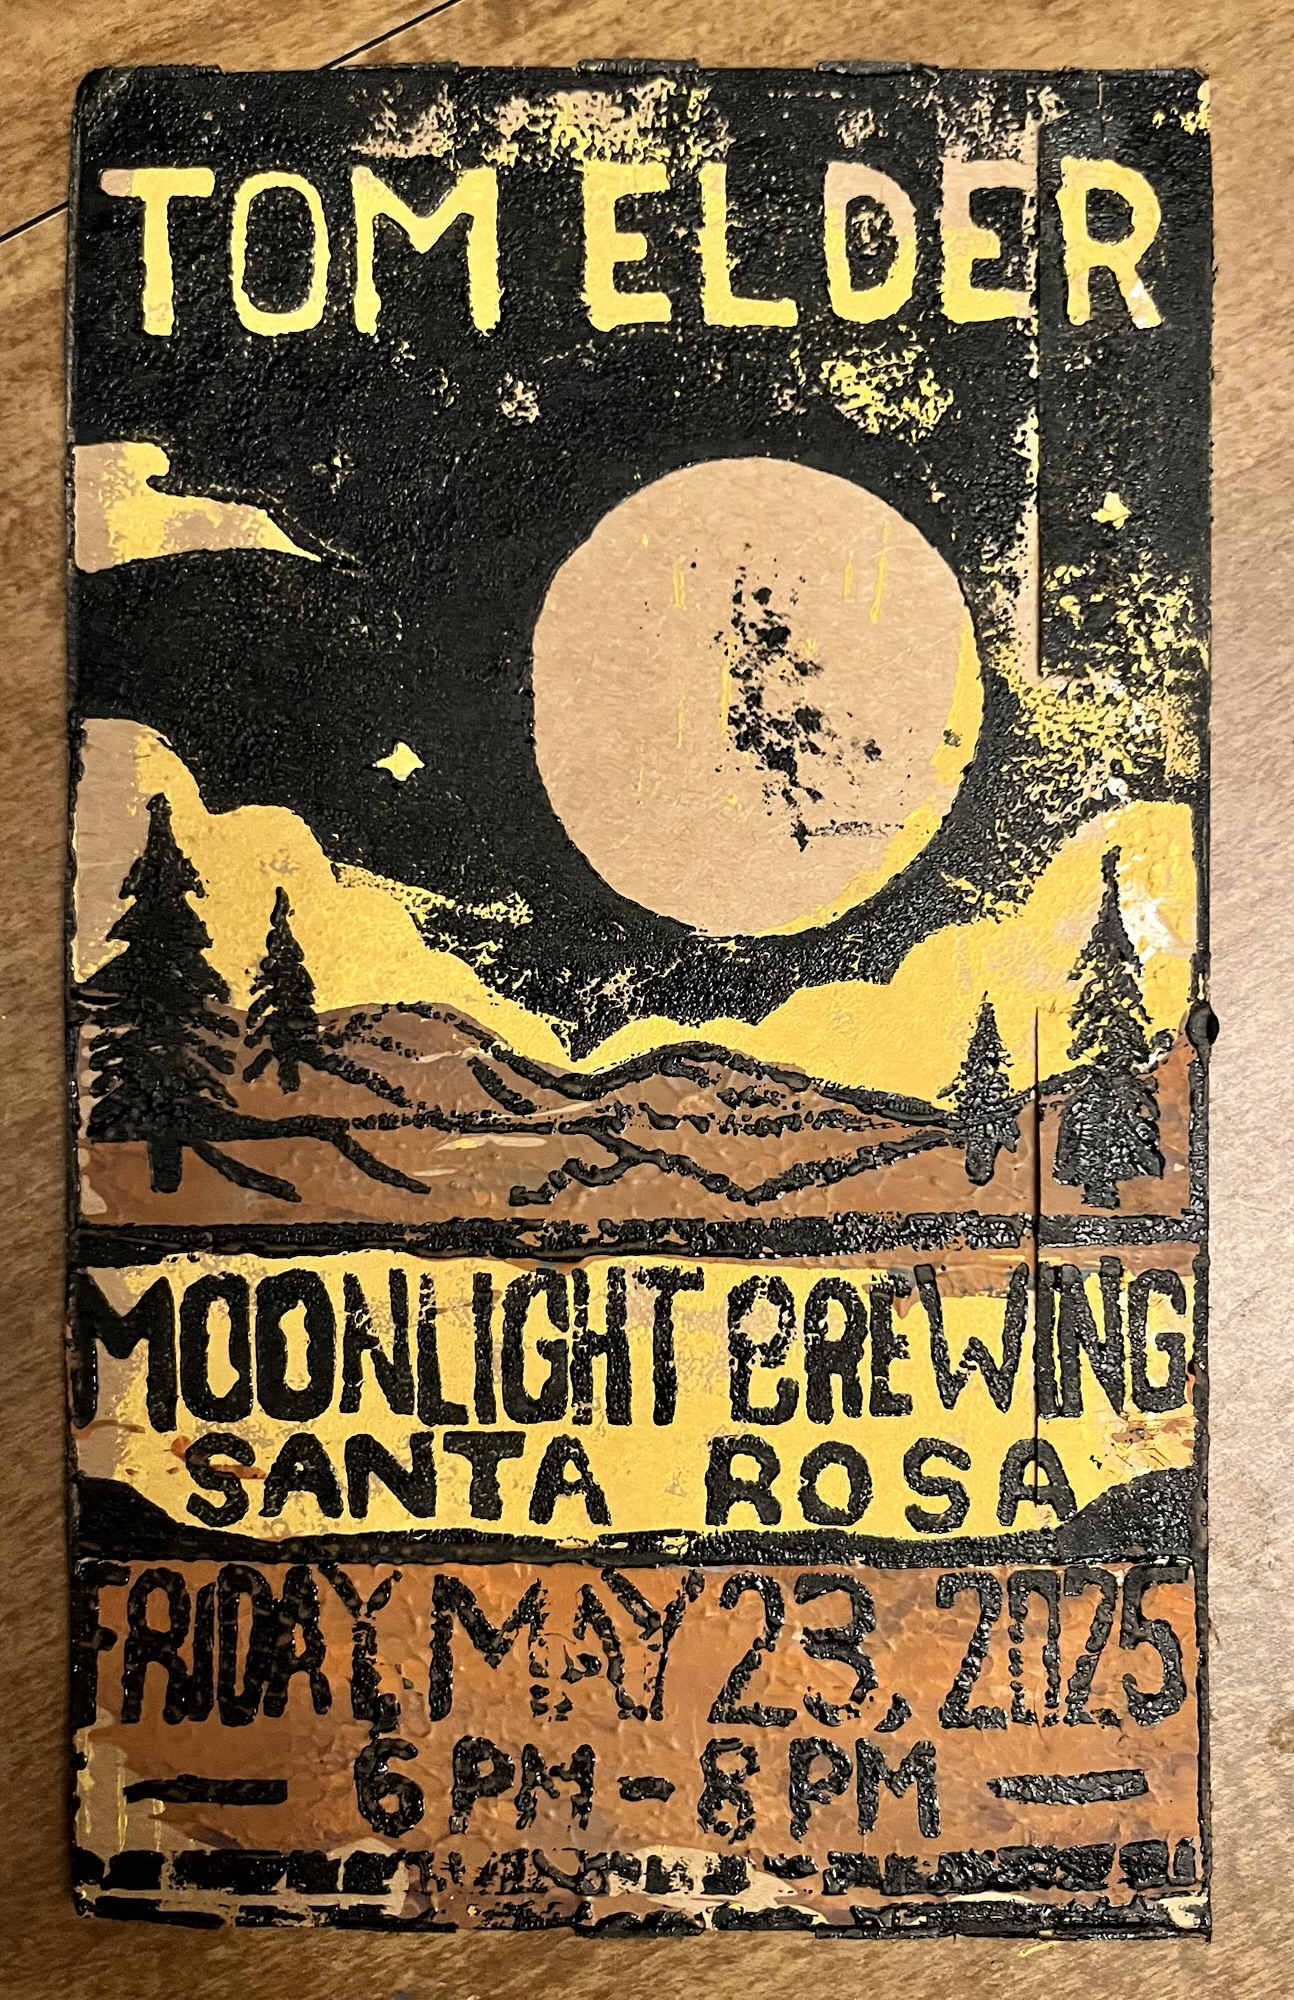 TOM ELDER
MOONLIGHT BREWING
SANTA ROSA
FRIDAY MAY 23, 2025
6 PM - 8 PM